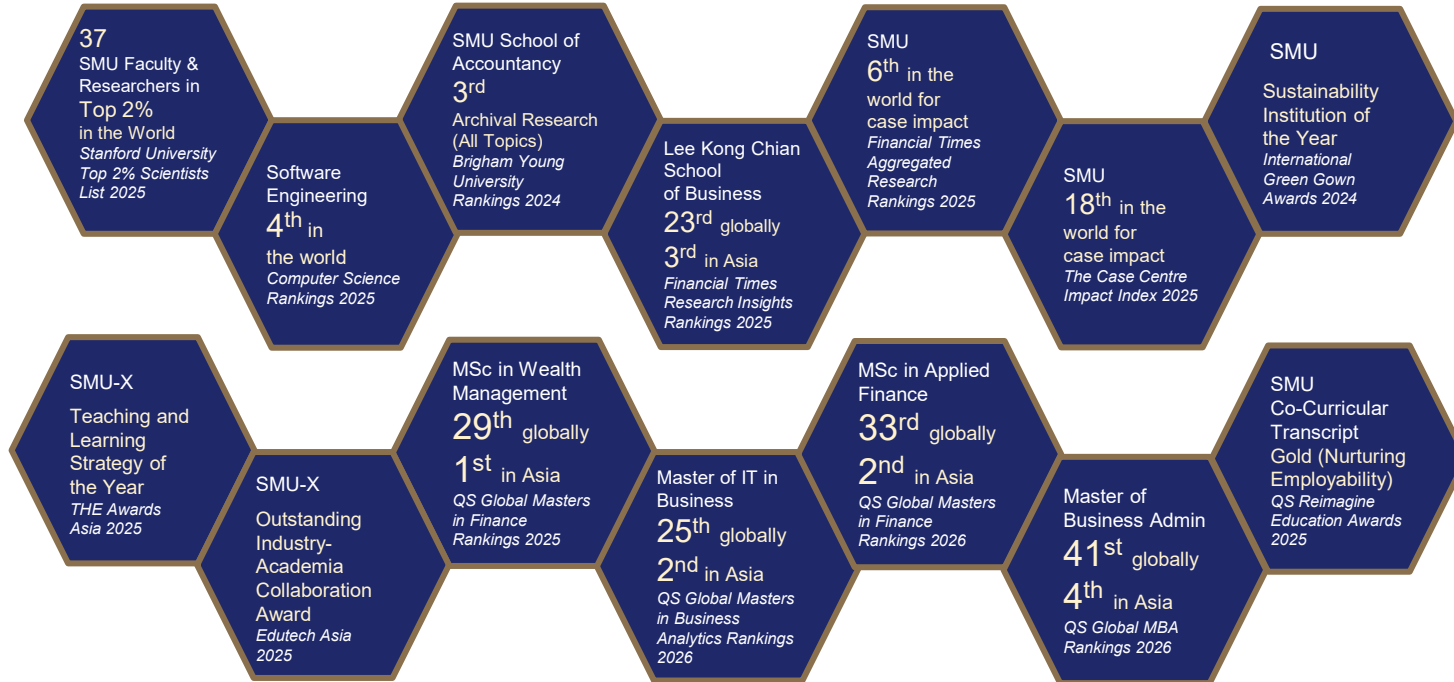 37
SMU Faculty &
Researchers in
Top 2%
in the World
Stanford University
Top 2% Scientists
List 2025
Software
Engineering
4th in
the world
Computer Science
Rankings 2025
SMU School of
Accountancy
3rd
Archival Research
(All Topics)
Brigham Young
University
Rankings 2024
Lee Kong Chian
School
of Business
23rd globally
3rd in Asia
Financial Times
Research Insights
Rankings 2025
SMU
6th in the
world for
case impact
Financial Times
Aggregated
Research
Rankings 2025
SMU
18th in the
world for
case impact
The Case Centre
Impact Index 2025
SMU
Sustainability
Institution of
the Year
International
Green Gown
Awards 2024
SMU-X
Teaching and
Learning
Strategy of
the Year
THE Awards
Asia 2025
SMU-X
Outstanding
Industry-
Academia
Collaboration
Award
Edutech Asia
2025
MSc in Wealth
Management
29th globally
1st in Asia
QS Global Masters
in Finance
Rankings 2025
Master of IT in
Business
25th globally
2nd in Asia
QS Global Masters
in Business
Analytics Rankings
2026
MSc in Applied
Finance
33rd globally
2nd in Asia
QS Global Masters
in Finance
Rankings 2026
Master of
Business Admin
41st globally
4th in Asia
QS Global MBA
Rankings 2026
SMU
Co-Curricular
Transcript
Gold (Nurturing
Employability)
QS Reimagine
Education Awards
2025